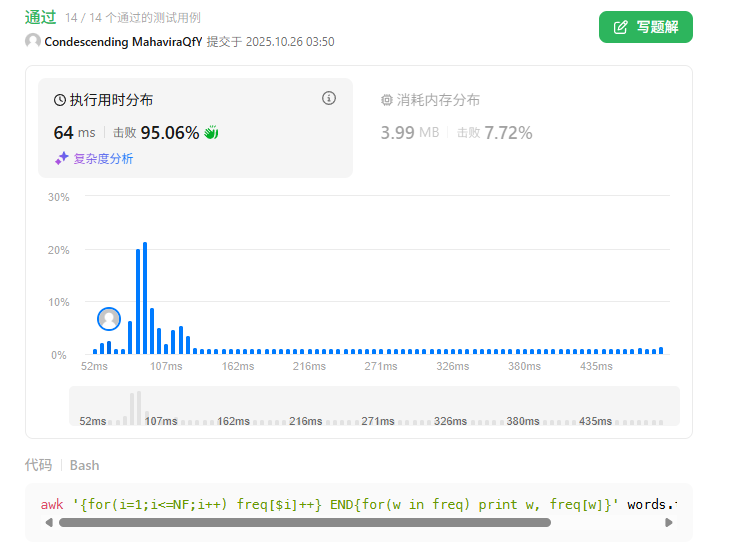 通过 14 / 14 个通过的测试用例
写题解
Condescending MahaviraQfY 提交于 2025.10.26 03:50
执行用时分布
消耗内存分布
64 ms 击败 95.06%
3.99 MB 击败 7.72%
复杂度分析
30%
20%
10%
0%
52ms 107ms 162ms 216ms 271ms 326ms 380ms 435ms
52ms 107ms 162ms 216ms 271ms 326ms 380ms 435ms
代码 Bash
awk '{for(i=1;i<=NF;i++) freq[$i]++} END{for(w in freq) print w, freq[w]}' words.